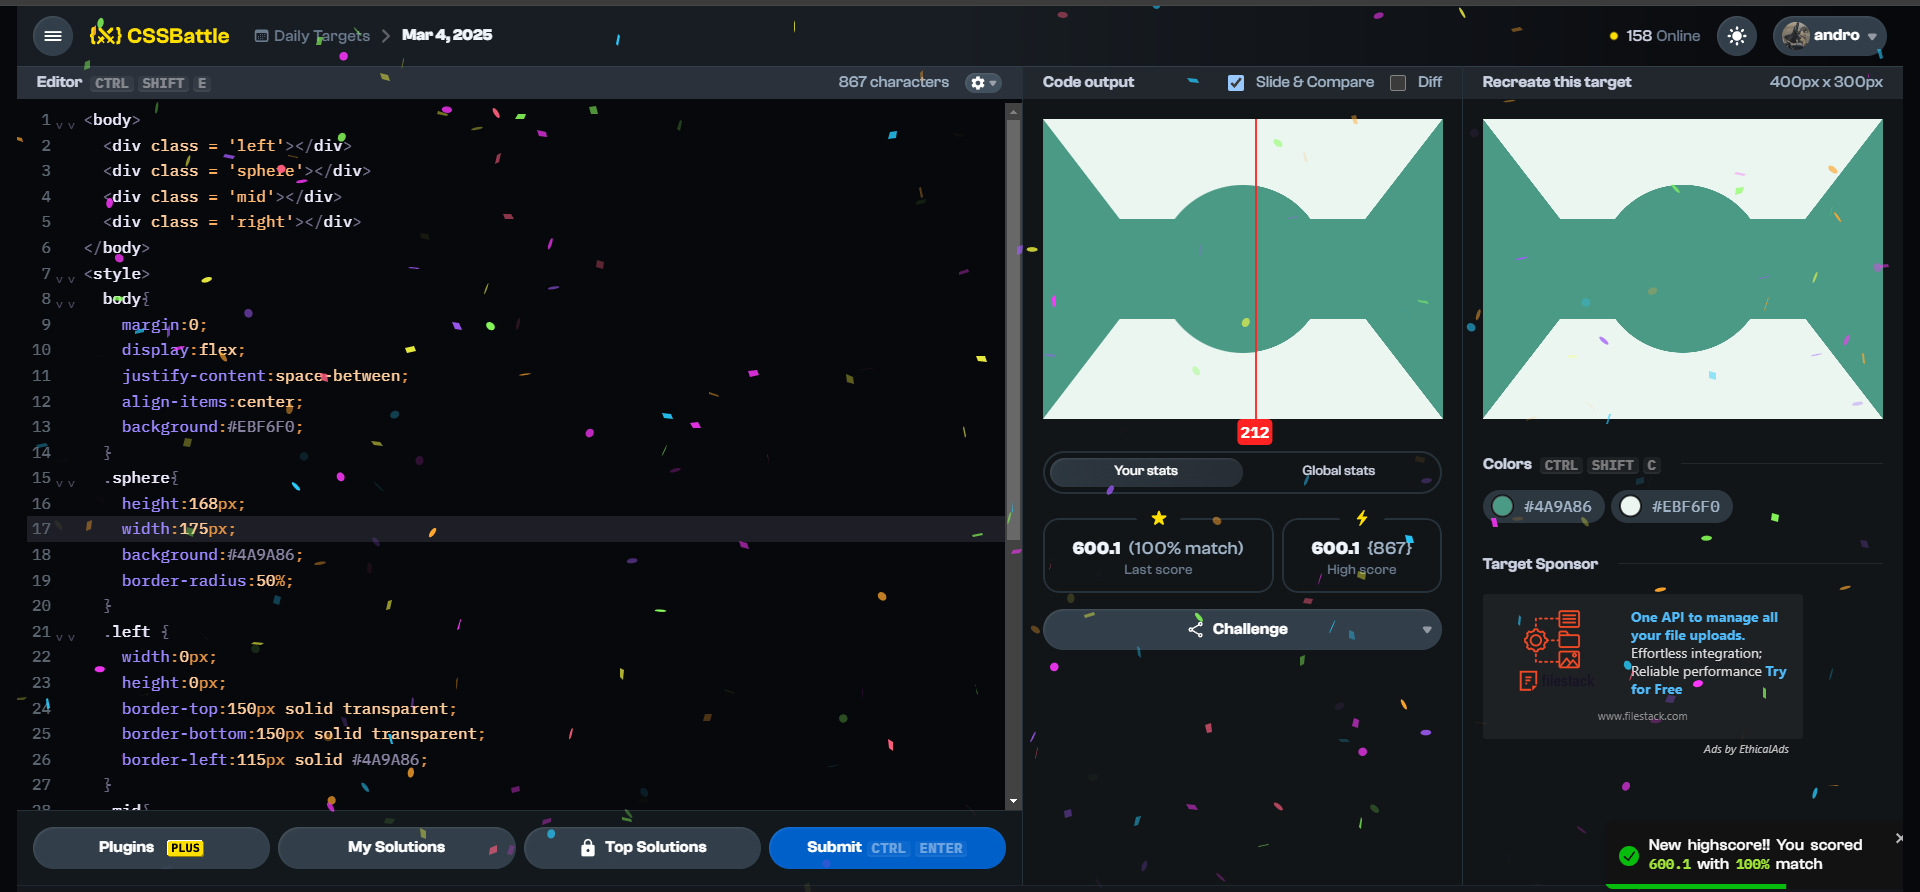 CSSBattle
Daily Targets
Mar 4, 2025
158 Online
andro
Editor CTRL SHIFT E
867 characters
Code output
Slide & Compare
Diff
Recreate this target
400px x 300px
1 <body>
2 <div class = 'left'></div>
3 <div class = 'sphere'></div>
4 <div class = 'mid'></div>
5 <div class = 'right'></div>
6 </body>
7 <style>
8 body{
9 margin:0;
10 display:flex;
11 justify-content:space-between;
12 align-items:center;
13 background:#EBF6F0;
14 }
15 .sphere{
16 height:168px;
17 width:175px;
18 background:#4A9A86;
19 border-radius:50%;
20 }
21 .left {
22 width:0px;
23 height:0px;
24 border-top:150px solid transparent;
25 border-bottom:150px solid transparent;
26 border-left:115px solid #4A9A86;
27 }
28 .mid{
212
Your stats
Global stats
600.1 (100% match)
Last score
600.1 {867}
High score
Challenge
Colors CTRL SHIFT C
#4A9A86
#EBF6F0
Target Sponsor
filestack
One API to manage all
your file uploads.
Effortless integration;
Reliable performance Try
for Free
www.filestack.com
Ads by EthicalAds
Plugins PLUS
My Solutions
Top Solutions
Submit CTRL ENTER
New highscore!! You scored
600.1 with 100% match